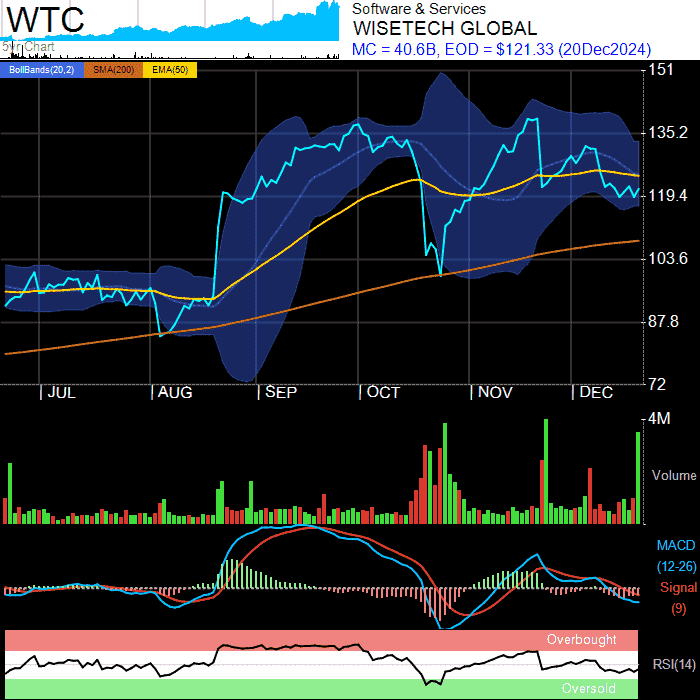 WTC
5yr Chart
Software & Services
WISETECH GLOBAL
MC = 40.6B, EOD = $121.33 (20Dec2024)
BollBands(20,2) SMA(200) EMA(50)
151
135.2
119.4
103.6
87.8
72
JUL AUG SEP OCT NOV DEC
4M
Volume
MACD
(12-26)
Signal
(9)
Overbought
RSI(14)
Oversold